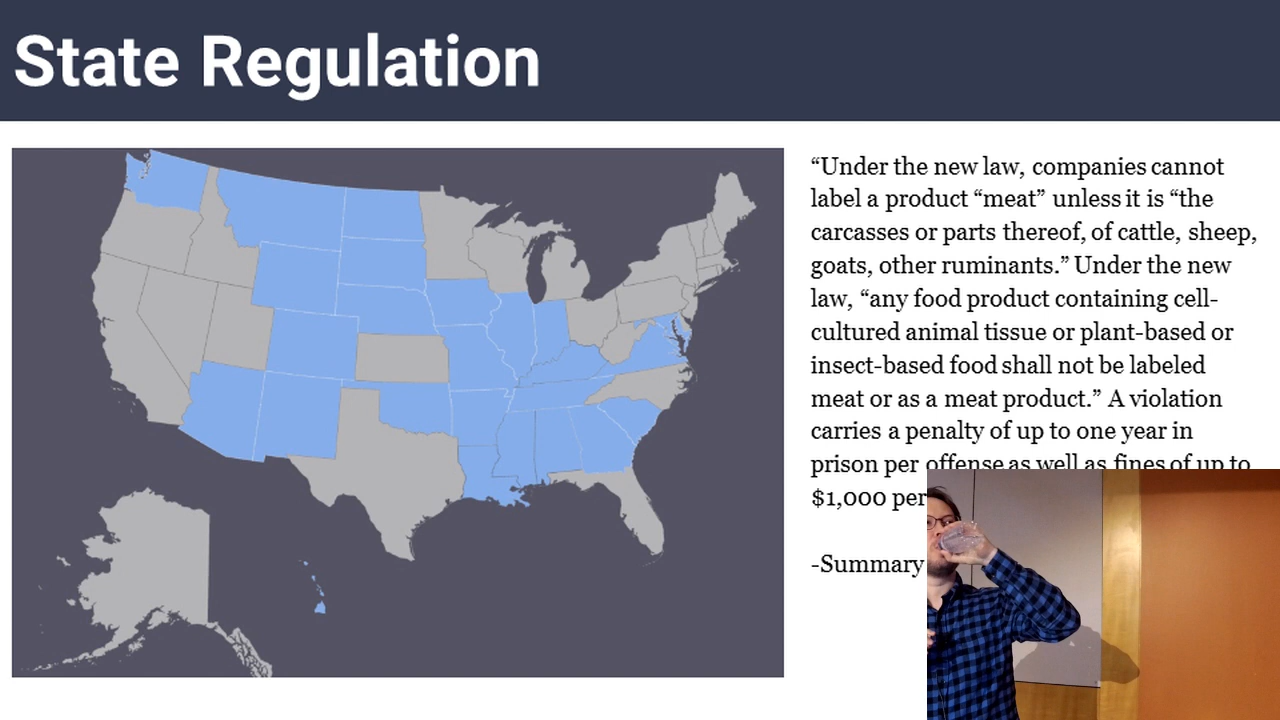 State Regulation
“Under the new law, companies cannot
label a product “meat” unless it is “the
carcasses or parts thereof, of cattle, sheep,
goats, other ruminants.” Under the new
law, “any food product containing cell-
cultured animal tissue or plant-based or
insect-based food shall not be labeled
meat or as a meat product.” A violation
carries a penalty of up to one year in
prison per offense as well as fines of up to
$1,000 per
-Summary